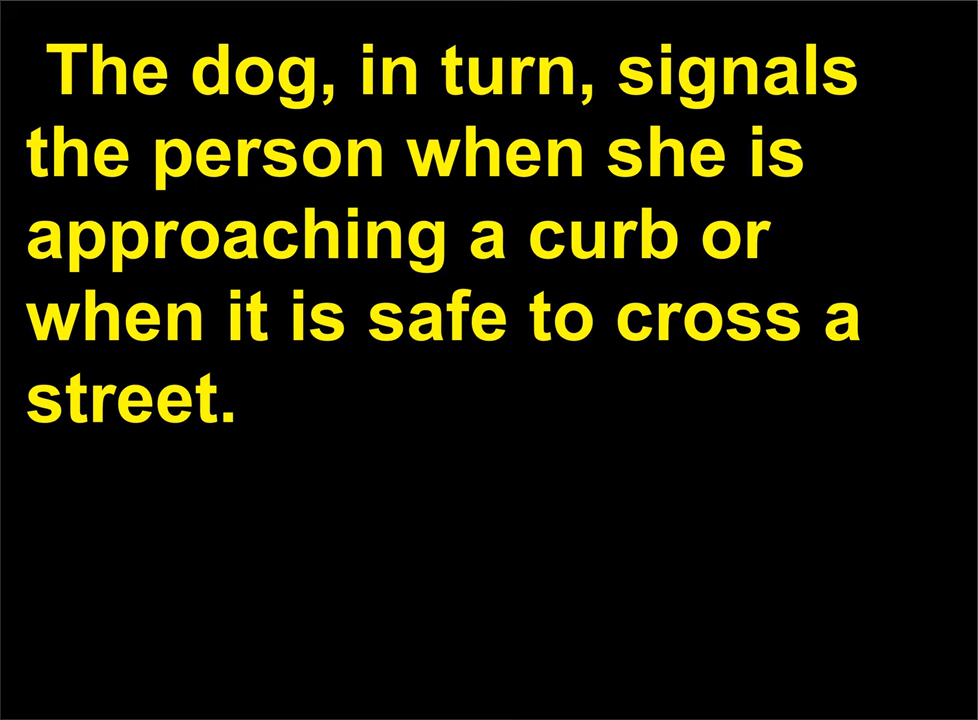 The dog, in turn, signals
the person when she is
approaching a curb or
when it is safe to cross a
street.